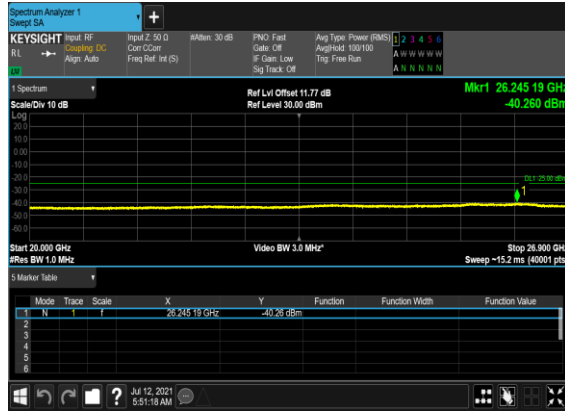 Spectrum Analyzer 1
Swept SA
+
KEYSIGHT Input: RF Input Z: 50 Ω #Atten: 30 dB PNO: Fast Avg Type: Power (RMS) 1 2 3 4 5 6
RL Coupling: DC Corr CCorr Gate: Off Avg|Hold: 100/100 A W W W W W
Align: Auto Freq Ref: Int (S) IF Gain: Low Trig: Free Run
Sig Track: Off A N N N N N
1 Spectrum Ref Lvl Offset 11.77 dB Mkr1 26.245 19 GHz
Scale/Div 10 dB Ref Level 30.00 dBm -40.260 dBm
Log
20.0
10.0
0.00
-10.0
-20.0 DL1 -25.00 dBm
-30.0 1
-40.0
-50.0
-60.0
Start 20.000 GHz Video BW 3.0 MHz* Stop 26.900 GHz
#Res BW 1.0 MHz Sweep ~15.2 ms (40001 pts)
5 Marker Table
Mode Trace Scale X Y Function Function Width Function Value
1 N 1 f 26.245 19 GHz -40.26 dBm
2
3
4
5
6
? Jul 12, 2021
5:51:18 AM